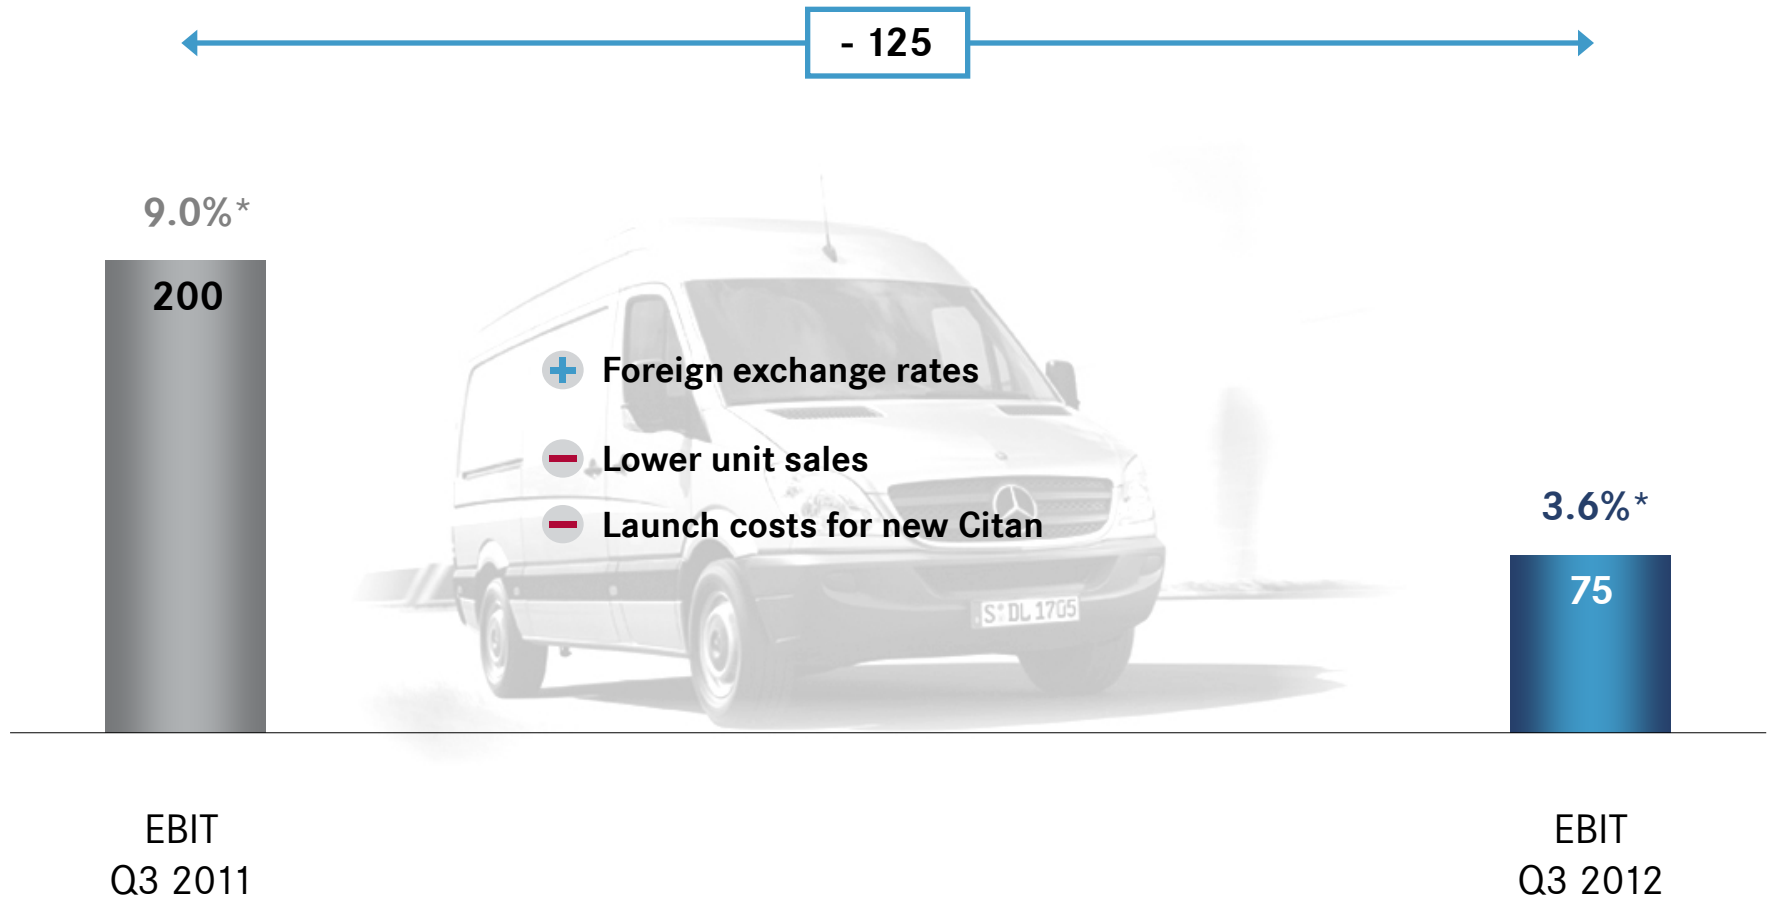 - 125
9.0%*
200
+ Foreign exchange rates
− Lower unit sales
− Launch costs for new Citan
S DL 1705
3.6%*
75
EBIT
Q3 2011
EBIT
Q3 2012